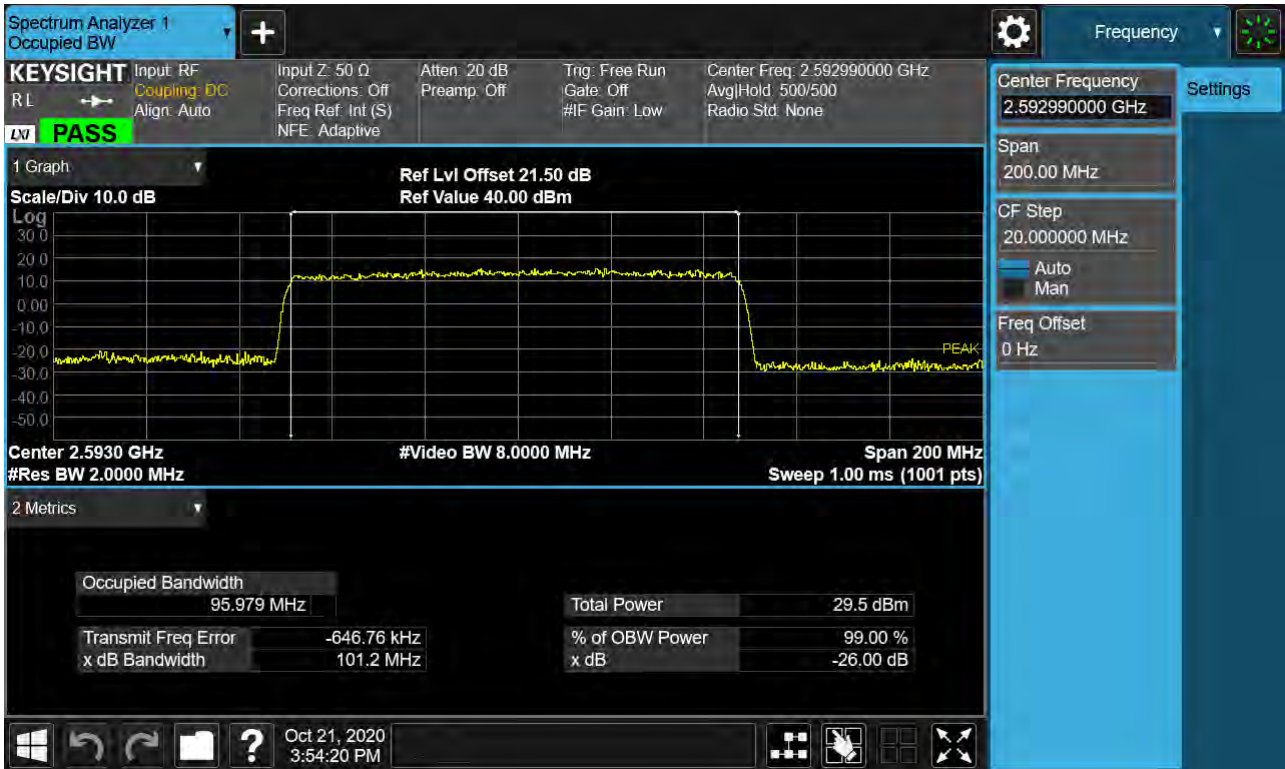 Spectrum Analyzer 1
Occupied BW
+
Frequency
KEYSIGHT
RL
LXI
PASS
Input: RF
Coupling: DC
Align: Auto
Input Z: 50 Ω
Corrections: Off
Freq Ref: Int (S)
NFE: Adaptive
Atten: 20 dB
Preamp: Off
Trig: Free Run
Gate: Off
#IF Gain: Low
Center Freq: 2.592990000 GHz
Avg|Hold: 500/500
Radio Std: None
Center Frequency
2.592990000 GHz
Settings
Span
200.00 MHz
CF Step
20.000000 MHz
Auto
Man
Freq Offset
0 Hz
1 Graph
Scale/Div 10.0 dB
Ref Lvl Offset 21.50 dB
Ref Value 40.00 dBm
Log
30.0
20.0
10.0
0.00
-10.0
-20.0
-30.0
-40.0
-50.0
PEAK
Center 2.5930 GHz
#Video BW 8.0000 MHz
Span 200 MHz
#Res BW 2.0000 MHz
Sweep 1.00 ms (1001 pts)
2 Metrics
Occupied Bandwidth
95.979 MHz
Total Power 29.5 dBm
Transmit Freq Error -646.76 kHz
% of OBW Power 99.00 %
x dB Bandwidth 101.2 MHz
x dB -26.00 dB
?
Oct 21, 2020
3:54:20 PM